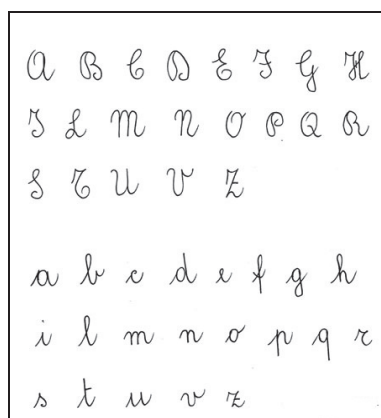 A B C D E F G H
I L M N O P Q R
S T U V Z
a b c d e f g h
i l m n o p q r
s t u v z